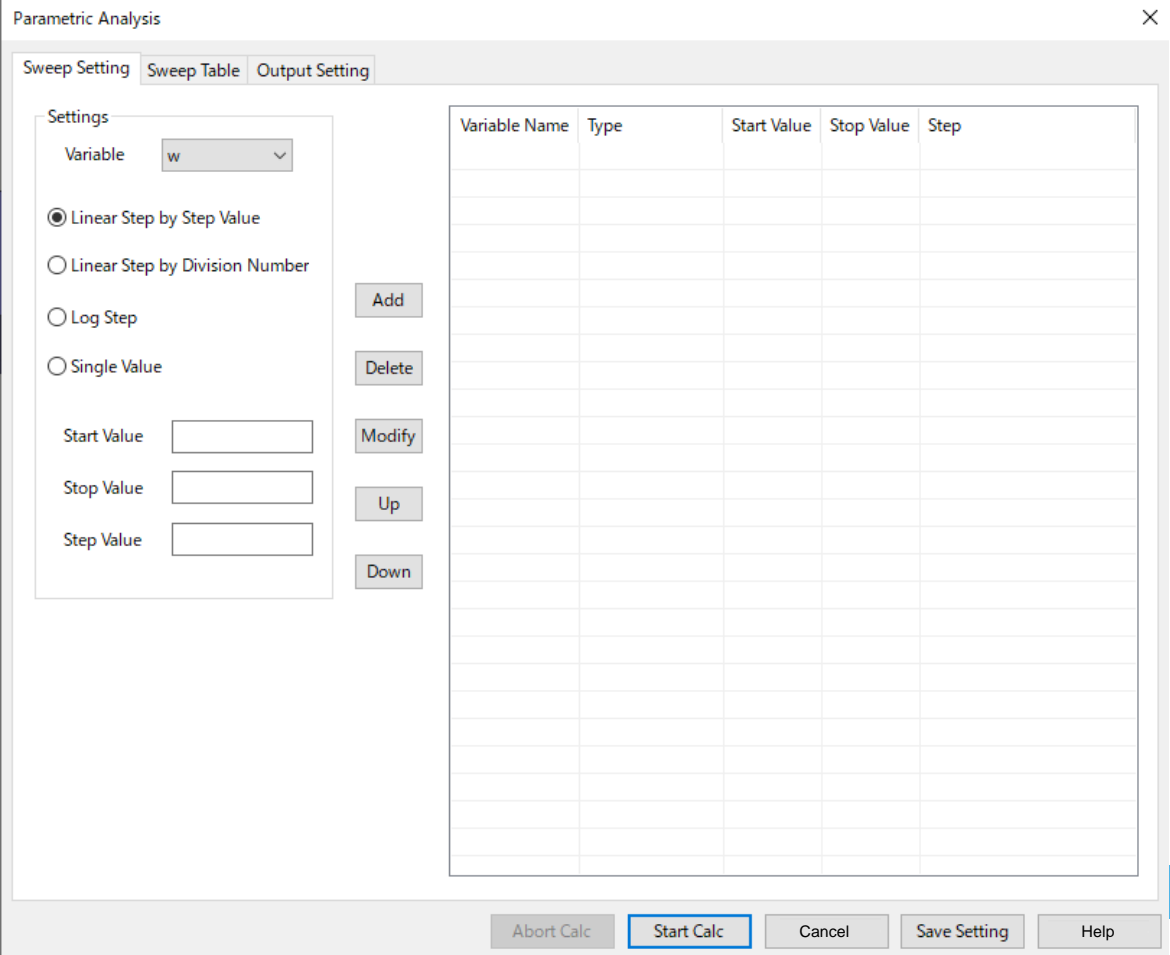 Parametric Analysis
Sweep Setting Sweep Table Output Setting
Settings
Variable w
Linear Step by Step Value
Linear Step by Division Number
Log Step
Single Value
Start Value
Stop Value
Step Value
Add
Delete
Modify
Up
Down
Variable Name Type Start Value Stop Value Step
Abort Calc Start Calc Cancel Save Setting Help